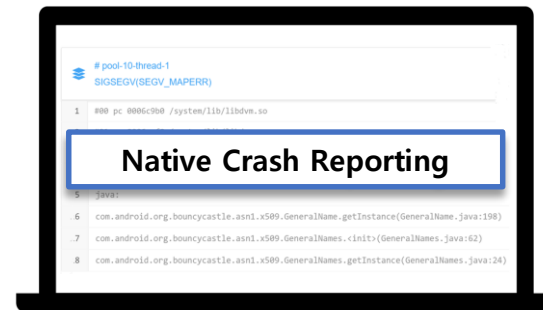 # pool-10-thread-1
SIGSEGV(SEGV_MAPERR)
1 #00 pc 0006c9b0 /system/lib/libdvm.so
Native Crash Reporting
5 java:
.6 com.android.org.bouncycastle.asn1.x509.GeneralName.getInstance(GeneralName.java:198)
.7 com.android.org.bouncycastle.asn1.x509.GeneralNames.<init>(GeneralNames.java:62)
.8 com.android.org.bouncycastle.asn1.x509.GeneralNames.getInstance(GeneralNames.java:24)